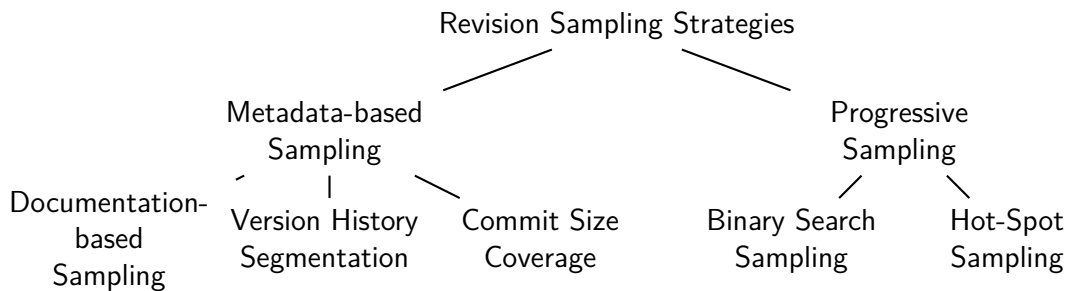 Revision Sampling Strategies
Metadata-based
Sampling
Progressive
Sampling
Documentation-
based
Sampling
Version History
Segmentation
Commit Size
Coverage
Binary Search
Sampling
Hot-Spot
Sampling